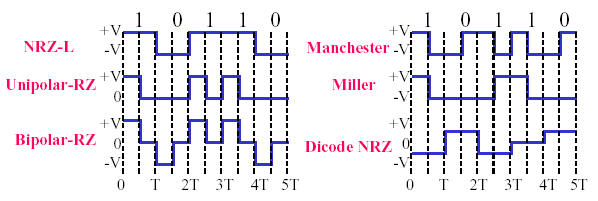 1 0 1 1 0
NRZ-L
+V
-V
Unipolar-RZ
+V
0
Bipolar-RZ
+V
0
-V
0 T 2T 3T 4T 5T
1 0 1 1 0
Manchester
+V
-V
Miller
+V
-V
Dicode NRZ
+V
0
-V
0 T 2T 3T 4T 5T